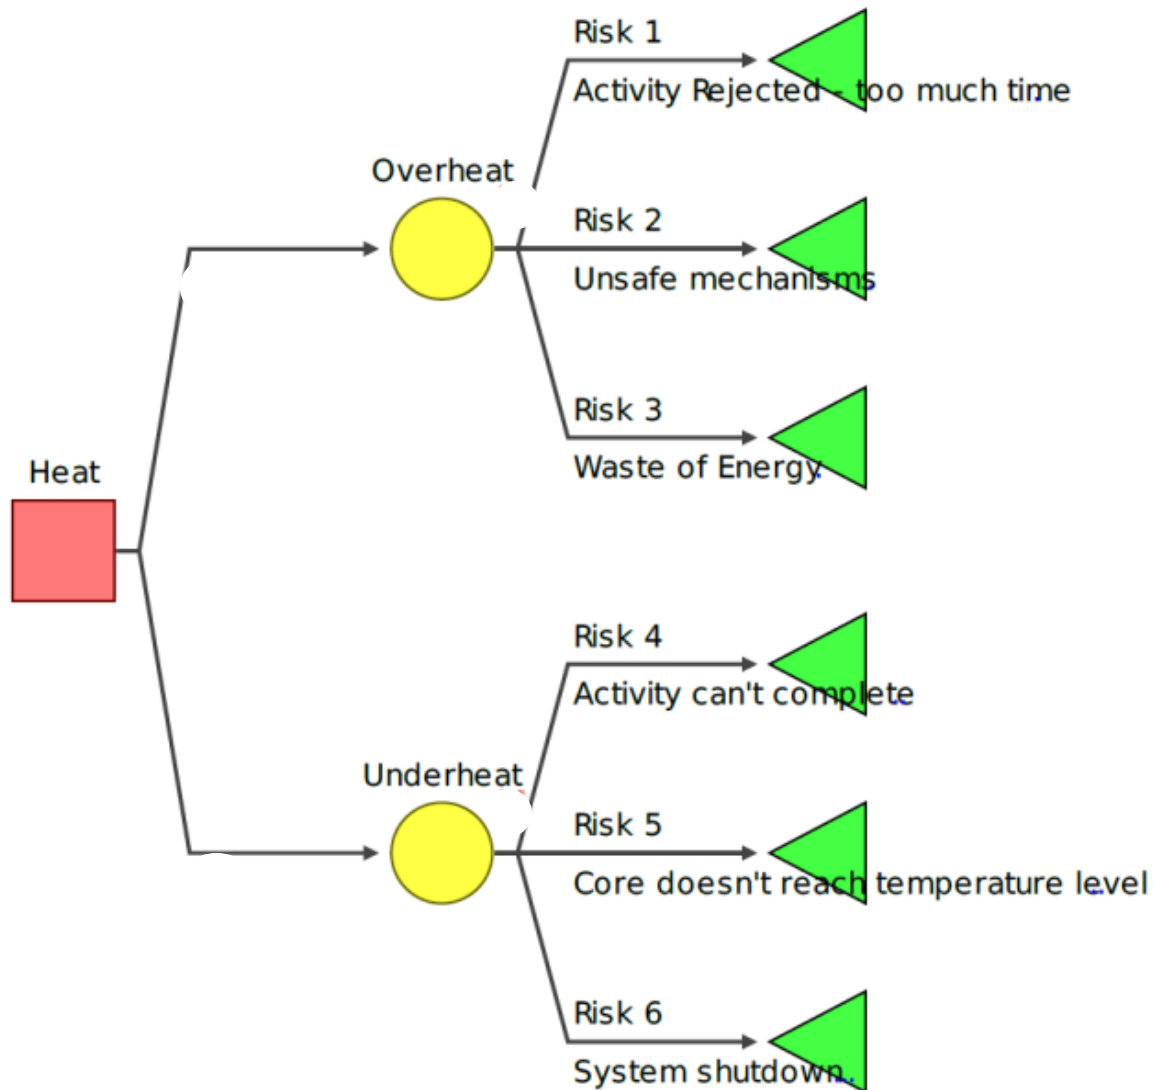 Risk 1
Activity Rejected - too much time
Overheat
Risk 2
Unsafe mechanisms
Risk 3
Waste of Energy
Heat
Risk 4
Activity can't complete
Underheat
Risk 5
Core doesn't reach temperature level
Risk 6
System shutdown